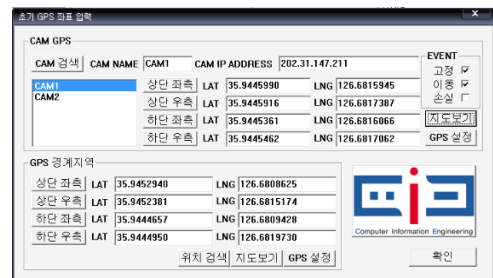 초기 GPS 좌표 입력
CAM GPS
CAM 검색 CAM NAME CAM1 CAM IP ADDRESS 202.31.147.211
EVENT
고정
이동
손실
CAM1
CAM2
상단 좌측 LAT 35.9445990 LNG 126.6815945
상단 우측 LAT 35.9445916 LNG 126.6817387
하단 좌측 LAT 35.9445361 LNG 126.6816066
하단 우측 LAT 35.9445462 LNG 126.6817062
지도보기
GPS 설정
GPS 경계지역
상단 좌측 LAT 35.9452940 LNG 126.6808625
상단 우측 LAT 35.9452381 LNG 126.6815174
하단 좌측 LAT 35.9444657 LNG 126.6809428
하단 우측 LAT 35.9444950 LNG 126.6819730
위치 검색 지도보기 GPS 설정
Computer Information Engineering
확인